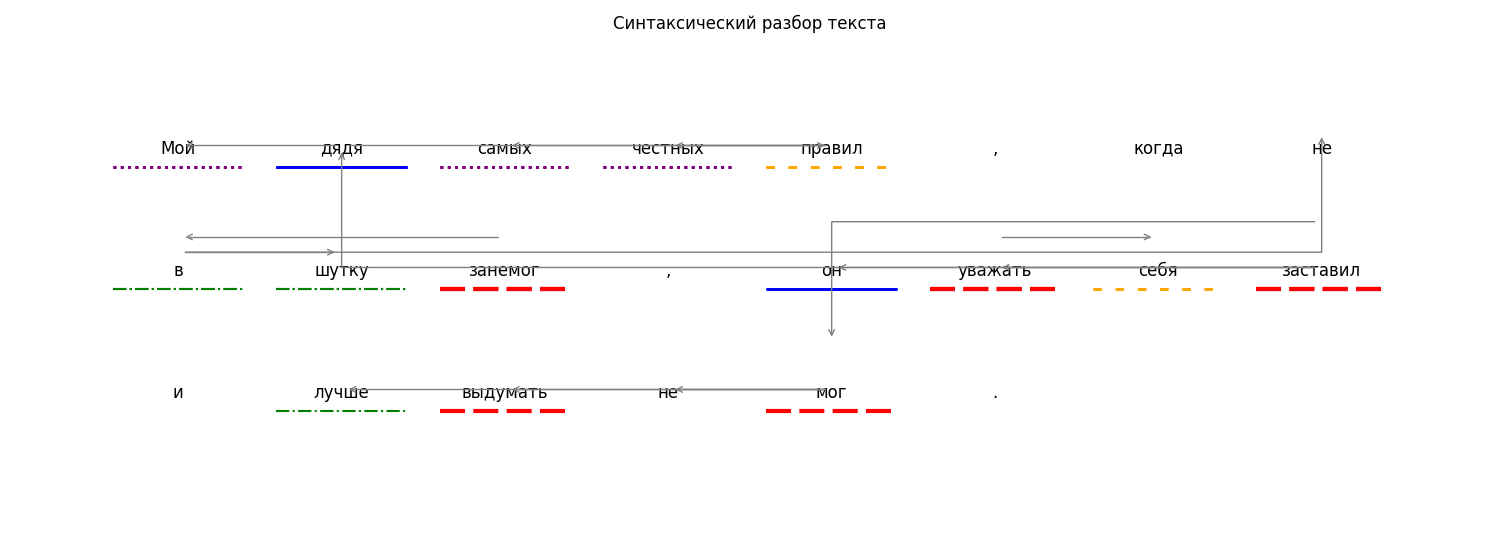 Синтаксический разбор текста
Мой дядя самых честных правил , когда не
в шутку занемог , он уважать себя заставил
и лучше выдумать не мог .